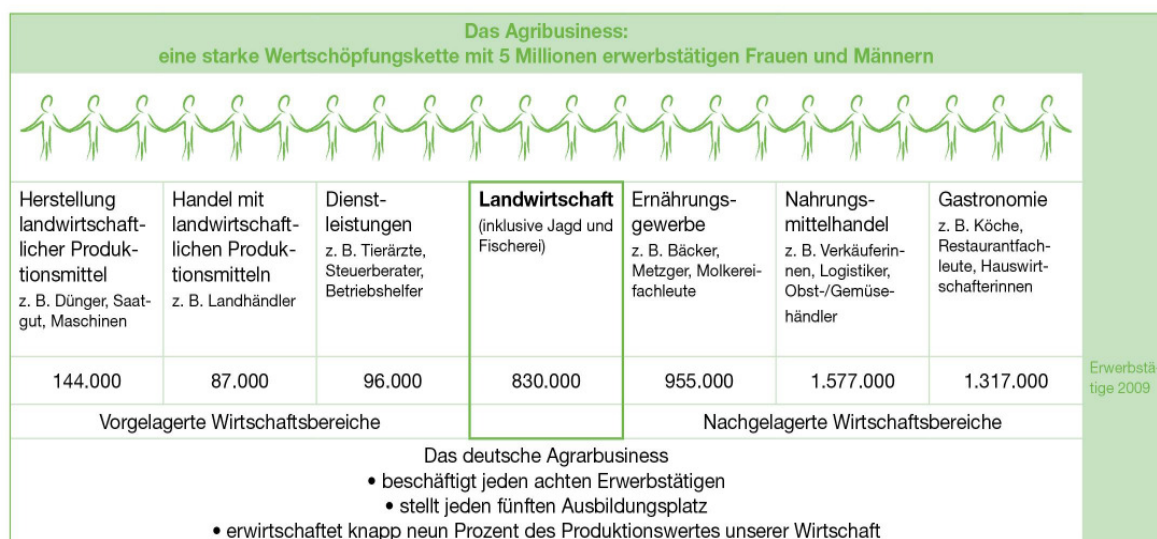 Das Agribusiness:
eine starke Wertschöpfungskette mit 5 Millionen erwerbstätigen Frauen und Männern
Herstellung
landwirtschaft-
licher Produk-
tionsmittel
z. B. Dünger, Saat-
gut, Maschinen
Handel mit
landwirtschaft-
lichen Produk-
tionsmitteln
z. B. Landhändler
Dienst-
leistungen
z. B. Tierärzte,
Steuerberater,
Betriebshelfer
Landwirtschaft
(inklusive Jagd und
Fischerei)
Ernährungs-
gewerbe
z. B. Bäcker,
Metzger, Molkerei-
fachleute
Nahrungs-
mittelhandel
z. B. Verkäuferin-
nen, Logistiker,
Obst-/Gemüse-
händler
Gastronomie
z. B. Köche,
Restaurantfach-
leute, Hauswirt-
schafterinnen
144.000 87.000 96.000 830.000 955.000 1.577.000 1.317.000
Erwerbstä-
tige 2009
Vorgelagerte Wirtschaftsbereiche Nachgelagerte Wirtschaftsbereiche
Das deutsche Agrarbusiness
• beschäftigt jeden achten Erwerbstätigen
• stellt jeden fünften Ausbildungsplatz
• erwirtschaftet knapp neun Prozent des Produktionswertes unserer Wirtschaft